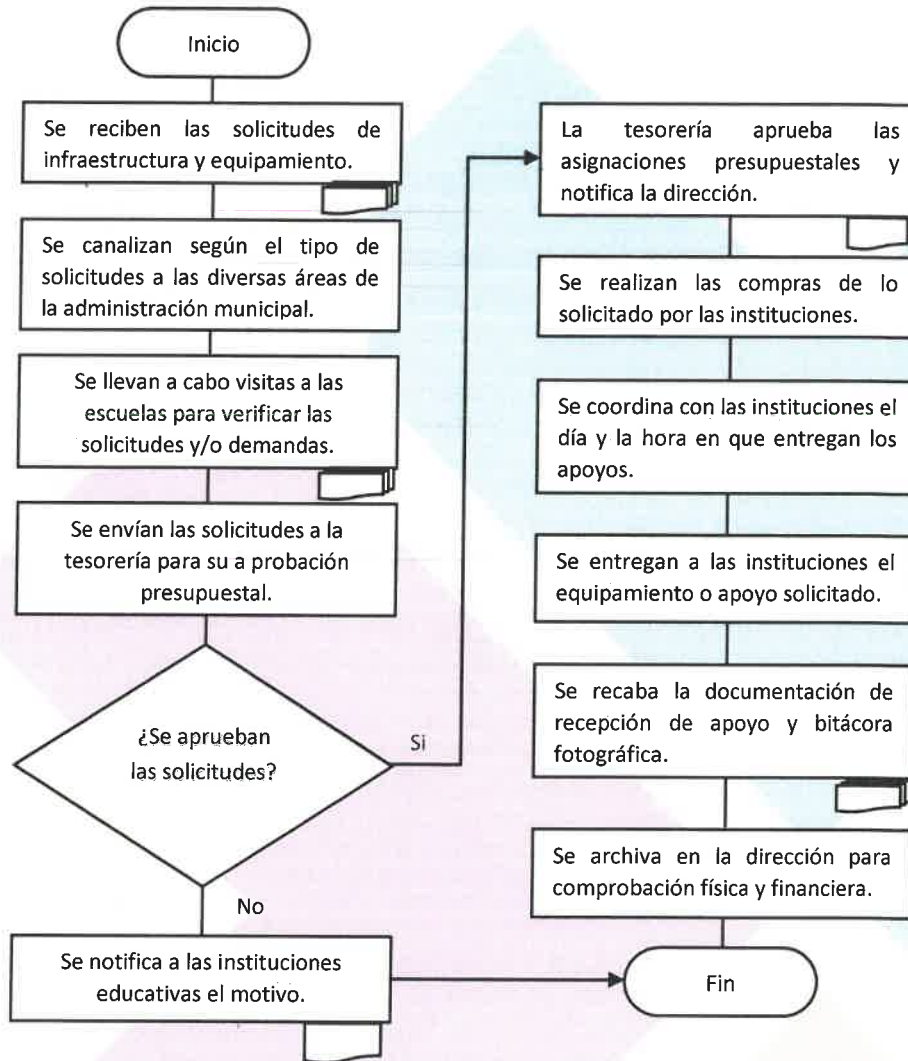 Inicio
Se reciben las solicitudes de
infraestructura y equipamiento.
Se canalizan según el tipo de
solicitudes a las diversas áreas de
la administración municipal.
Se llevan a cabo visitas a las
escuelas para verificar las
solicitudes y/o demandas.
Se envían las solicitudes a la
tesorería para su a probación
presupuestal.
¿Se aprueban
las solicitudes?
Si
No
Se notifica a las instituciones
educativas el motivo.
La tesorería aprueba las
asignaciones presupuestales y
notifica la dirección.
Se realizan las compras de lo
solicitado por las instituciones.
Se coordina con las instituciones el
día y la hora en que entregan los
apoyos.
Se entregan a las instituciones el
equipamiento o apoyo solicitado.
Se recaba la documentación de
recepción de apoyo y bitácora
fotográfica.
Se archiva en la dirección para
comprobación física y financiera.
Fin